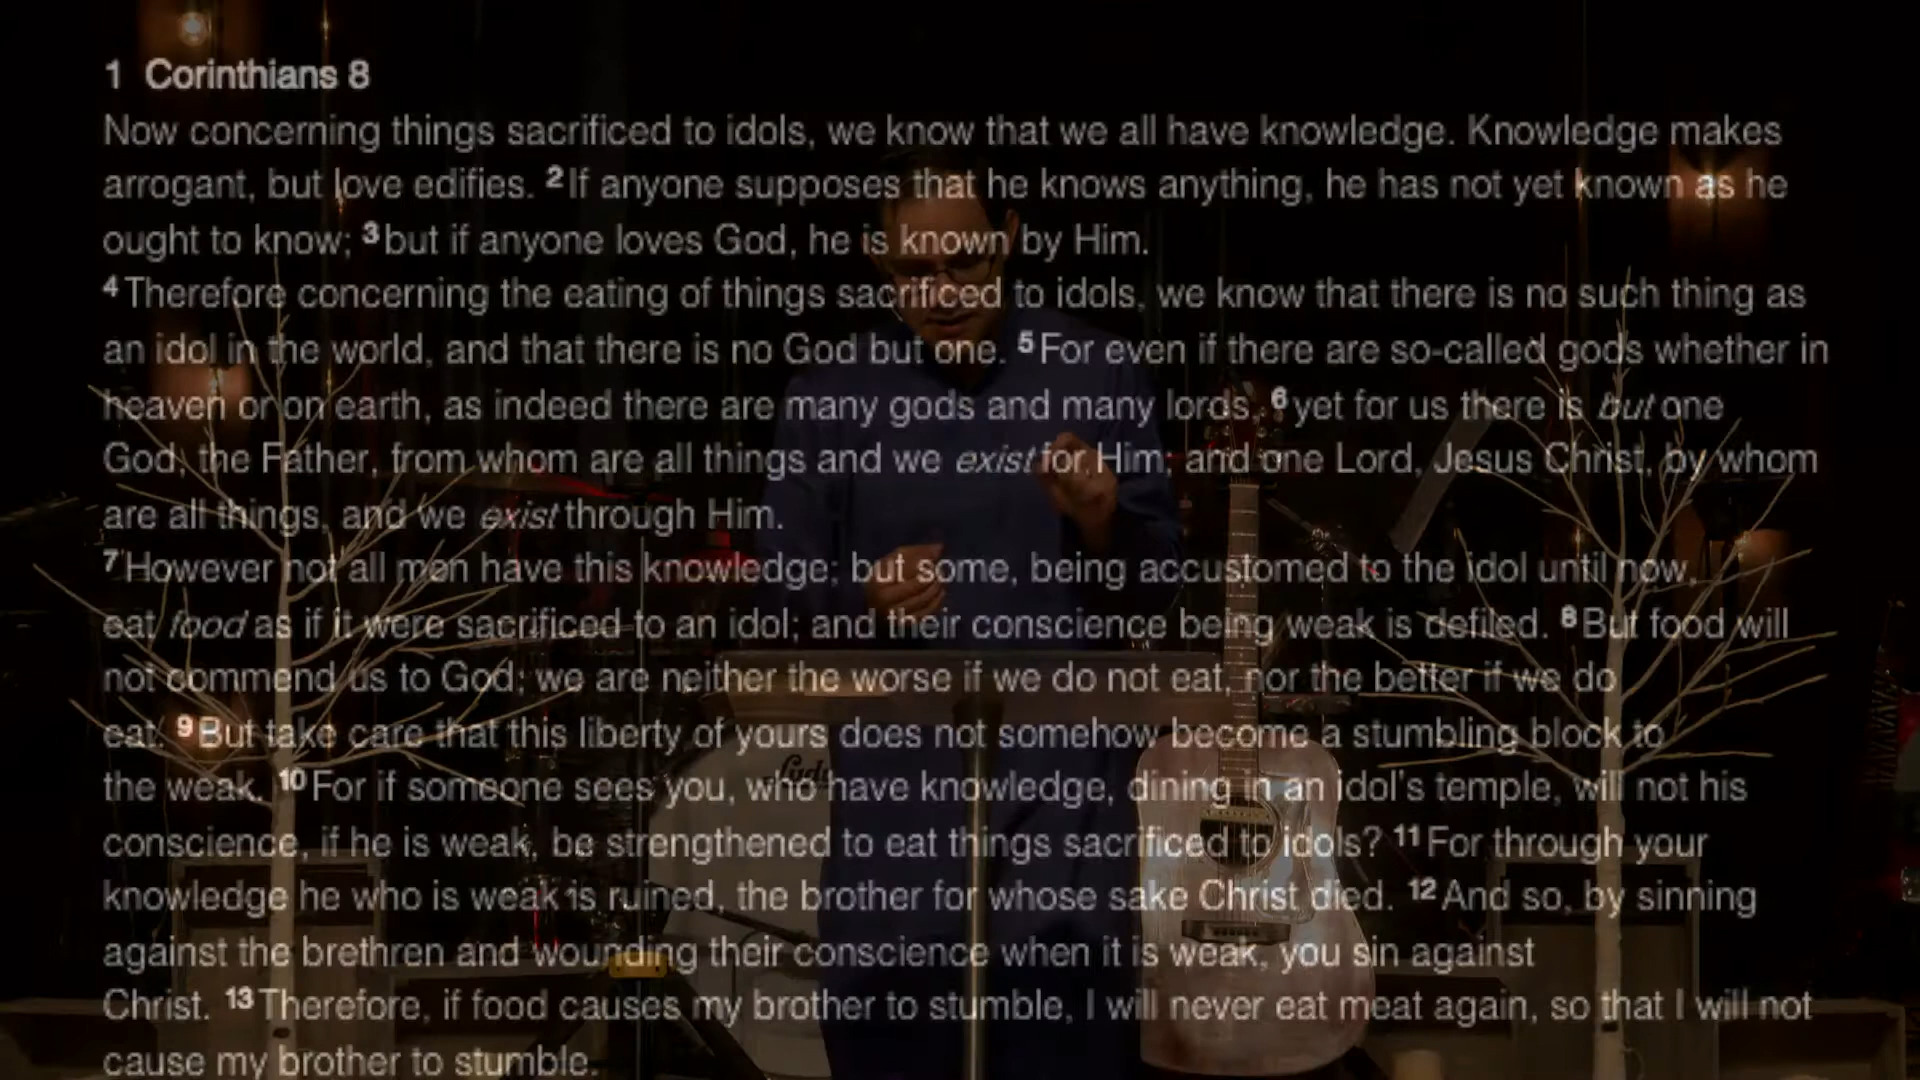 1 Corinthians 8
Now concerning things sacrificed to idols, we know that we all have knowledge. Knowledge makes
arrogant, but love edifies. 2 If anyone supposes that he knows anything, he has not yet known as he
ought to know; 3 but if anyone loves God, he is known by Him.
4 Therefore concerning the eating of things sacrificed to idols, we know that there is no such thing as
an idol in the world, and that there is no God but one. 5 For even if there are so-called gods whether in
heaven or on earth, as indeed there are many gods and many lords, 6 yet for us there is but one
God, the Father, from whom are all things and we exist for Him; and one Lord, Jesus Christ, by whom
are all things, and we exist through Him.
7 However not all men have this knowledge; but some, being accustomed to the idol until now,
eat food as if it were sacrificed to an idol; and their conscience being weak is defiled. 8 But food will
not commend us to God; we are neither the worse if we do not eat, nor the better if we do
eat. 9 But take care that this liberty of yours does not somehow become a stumbling block to
the weak. 10 For if someone sees you, who have knowledge, dining in an idol's temple, will not his
conscience, if he is weak, be strengthened to eat things sacrificed to idols? 11 For through your
knowledge he who is weak is ruined, the brother for whose sake Christ died. 12 And so, by sinning
against the brethren and wounding their conscience when it is weak, you sin against
Christ. 13 Therefore, if food causes my brother to stumble, I will never eat meat again, so that I will not
cause my brother to stumble.